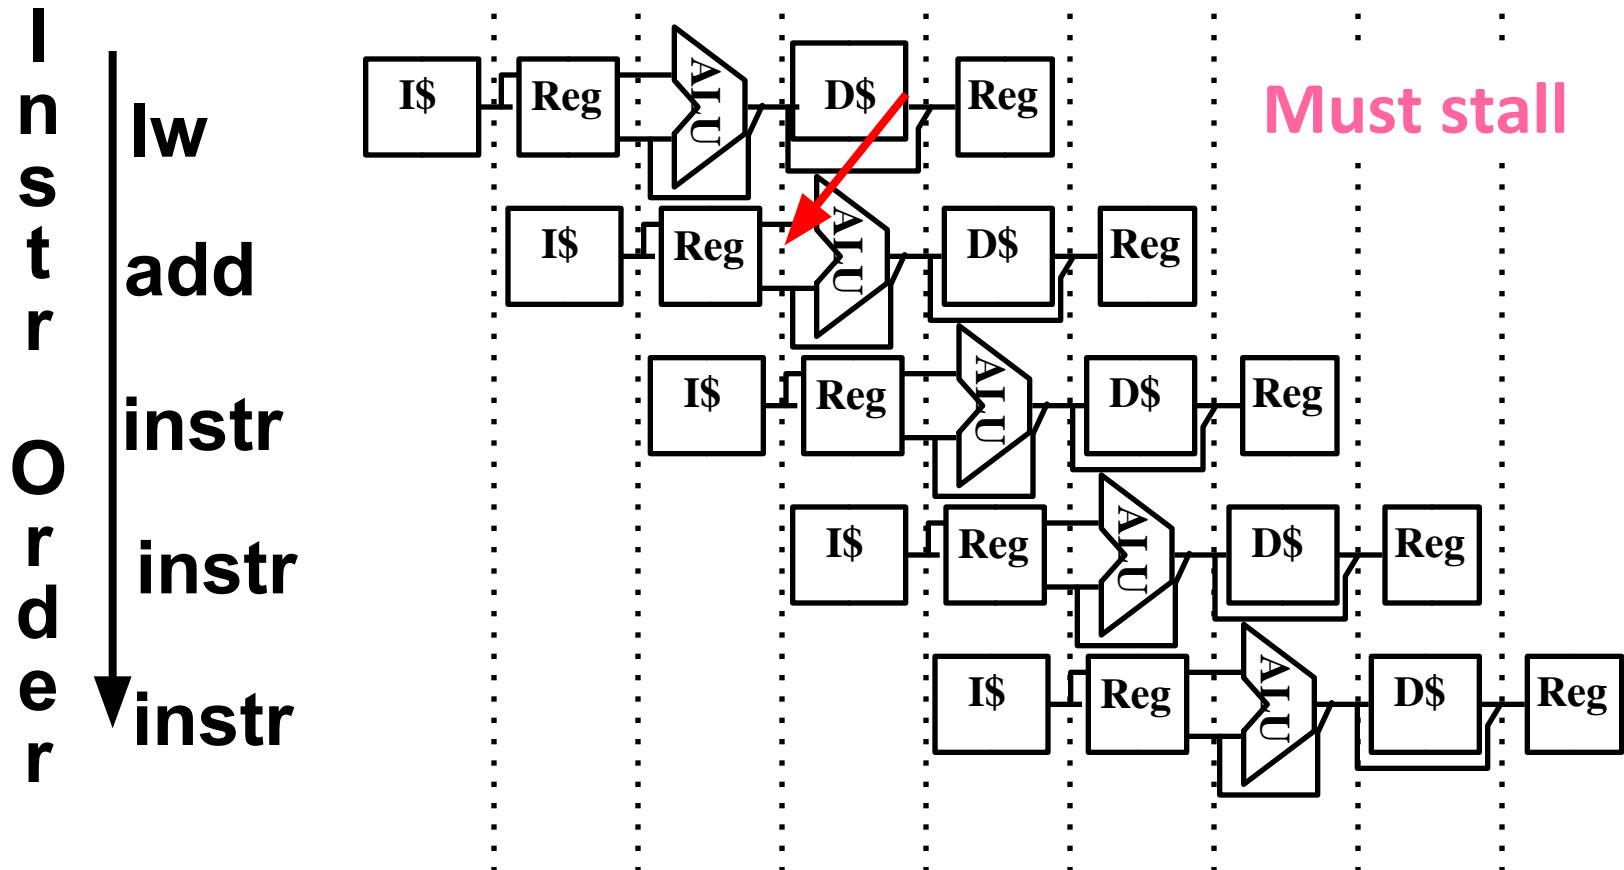 Instr Order
lw
I$ Reg ALU D$ Reg
Must stall
add
I$ Reg ALU D$ Reg
instr
I$ Reg ALU D$ Reg
instr
I$ Reg ALU D$ Reg
instr
I$ Reg ALU D$ Reg